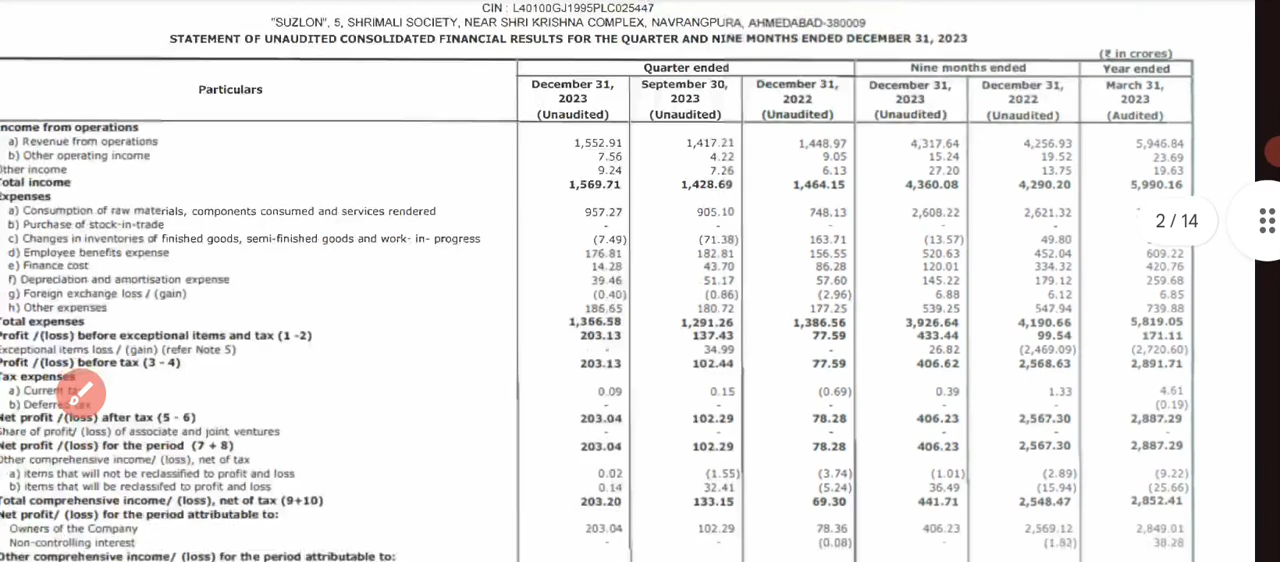 CIN : L40100GJ1995PLC025447
"SUZLON", 5, SHRIMALI SOCIETY, NEAR SHRI KRISHNA COMPLEX, NAVRANGPURA, AHMEDABAD-380009
STATEMENT OF UNAUDITED CONSOLIDATED FINANCIAL RESULTS FOR THE QUARTER AND NINE MONTHS ENDED DECEMBER 31, 2023
(₹ in crores)
Particulars Quarter ended Nine months ended Year ended
December 31, 2023 (Unaudited) September 30, 2023 (Unaudited) December 31, 2022 (Unaudited) December 31, 2023 (Unaudited) December 31, 2022 (Unaudited) March 31, 2023 (Audited)
ncome from operations
a) Revenue from operations 1,552.91 1,417.21 1,448.97 4,317.64 4,256.93 5,946.84
b) Other operating income 7.56 4.22 9.05 15.24 19.52 23.69
ther income 9.24 7.26 6.13 27.20 13.75 19.63
otal income 1,569.71 1,428.69 1,464.15 4,360.08 4,290.20 5,990.16
xpenses
a) Consumption of raw materials, components consumed and services rendered 957.27 905.10 748.13 2,608.22 2,621.32
b) Purchase of stock-in-trade - - - - -
c) Changes in inventories of finished goods, semi-finished goods and work- in- progress (7.49) (71.38) 163.71 (13.57) 49.80
2 / 14
d) Employee benefits expense 176.81 182.81 156.55 520.63 452.04 609.22
e) Finance cost 14.28 43.70 86.28 120.01 334.32 420.76
f) Depreciation and amortisation expense 39.46 51.17 57.60 145.22 179.12 259.68
g) Foreign exchange loss / (gain) (0.40) (0.86) (2.96) 6.88 6.12 6.85
h) Other expenses 186.65 180.72 177.25 539.25 547.94 739.88
otal expenses 1,366.58 1,291.26 1,386.56 3,926.64 4,190.66 5,819.05
rofit /(loss) before exceptional items and tax (1 -2) 203.13 137.43 77.59 433.44 99.54 171.11
xceptional items loss / (gain) (refer Note 5) - 34.99 - 26.82 (2,469.09) (2,720.60)
rofit /(loss) before tax (3 - 4) 203.13 102.44 77.59 406.62 2,568.63 2,891.71
ax expenses
a) Current 0.09 0.15 (0.69) 0.39 1.33 4.61
b) Deferre - - - - - (0.19)
et profit /(loss) after tax (5 - 6) 203.04 102.29 78.28 406.23 2,567.30 2,887.29
hare of profit/ (loss) of associate and joint ventures - - - - - -
et profit /(loss) for the period (7 + 8) 203.04 102.29 78.28 406.23 2,567.30 2,887.29
ther comprehensive income/ (loss), net of tax
a) items that will not be reclassified to profit and loss 0.02 (1.55) (3.74) (1.01) (2.89) (9.22)
b) items that will be reclassifed to profit and loss 0.14 32.41 (5.24) 36.49 (15.94) (25.66)
otal comprehensive income/ (loss), net of tax (9+10) 203.20 133.15 69.30 441.71 2,548.47 2,852.41
et profit/ (loss) for the period attributable to:
Owners of the Company 203.04 102.29 78.36 406.23 2,569.12 2,849.01
Non-controlling interest - - (0.08) - (1.82) 38.28
Other comprehensive income/ (loss) for the period attributable to: